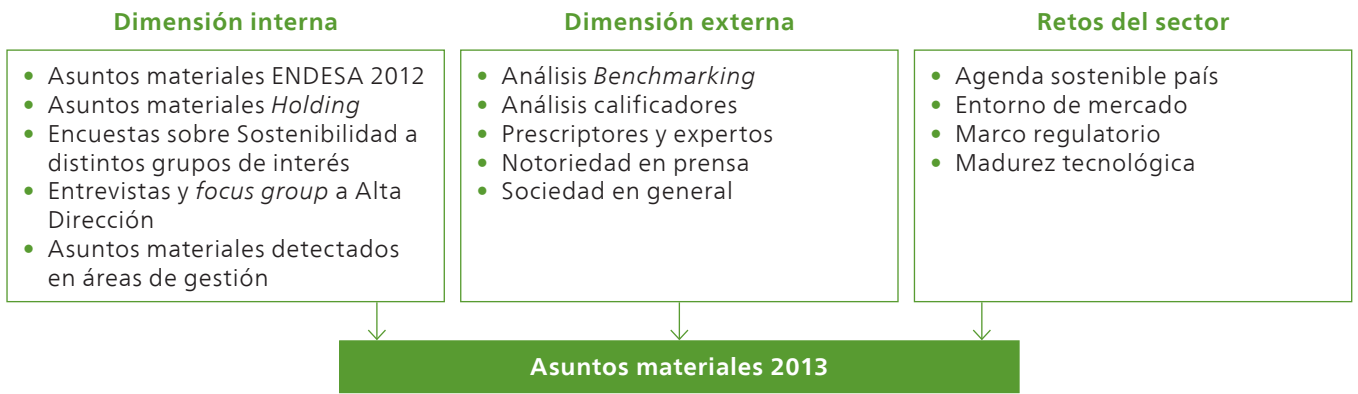 Dimensión interna
• Asuntos materiales ENDESA 2012
• Asuntos materiales Holding
• Encuestas sobre Sostenibilidad a
distintos grupos de interés
• Entrevistas y focus group a Alta
Dirección
• Asuntos materiales detectados
en áreas de gestión
Dimensión externa
• Análisis Benchmarking
• Análisis calificadores
• Prescriptores y expertos
• Notoriedad en prensa
• Sociedad en general
Retos del sector
• Agenda sostenible país
• Entorno de mercado
• Marco regulatorio
• Madurez tecnológica
Asuntos materiales 2013